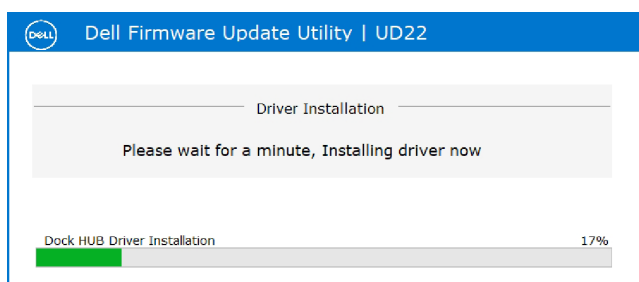 DELL
Dell Firmware Update Utility | UD22
Driver Installation
Please wait for a minute, Installing driver now
Dock HUB Driver Installation 17%